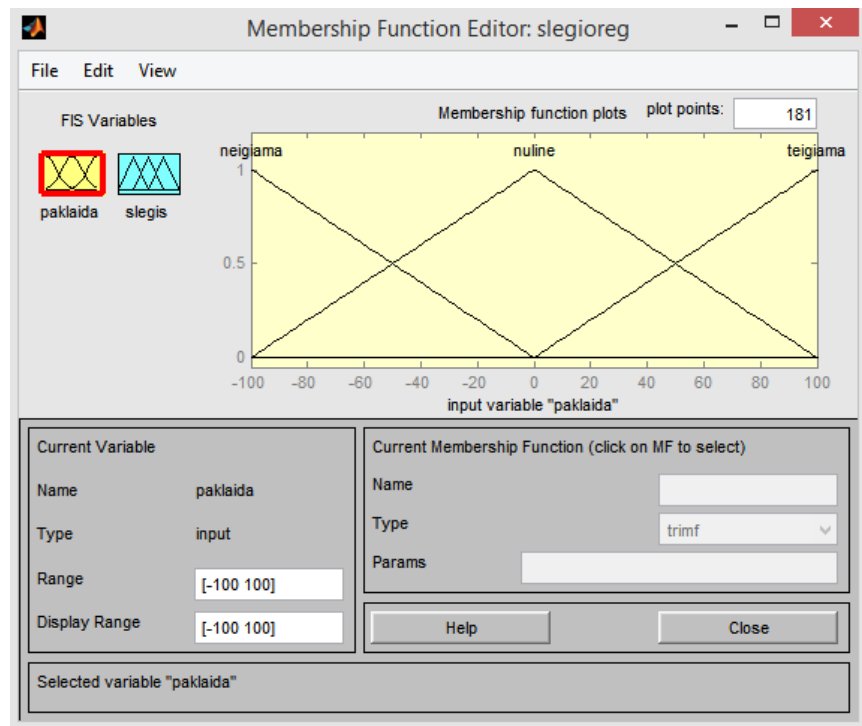 Membership Function Editor: slegioreg
File Edit View
FIS Variables
Membership function plots plot points: 181
paklaida slegis
neigiama nuline teigiama
1
0.5
0
-100 -80 -60 -40 -20 0 20 40 60 80 100
input variable "paklaida"
Current Variable
Name paklaida
Type input
Range [-100 100]
Display Range [-100 100]
Current Membership Function (click on MF to select)
Name
Type trimf
Params
Help Close
Selected variable "paklaida"